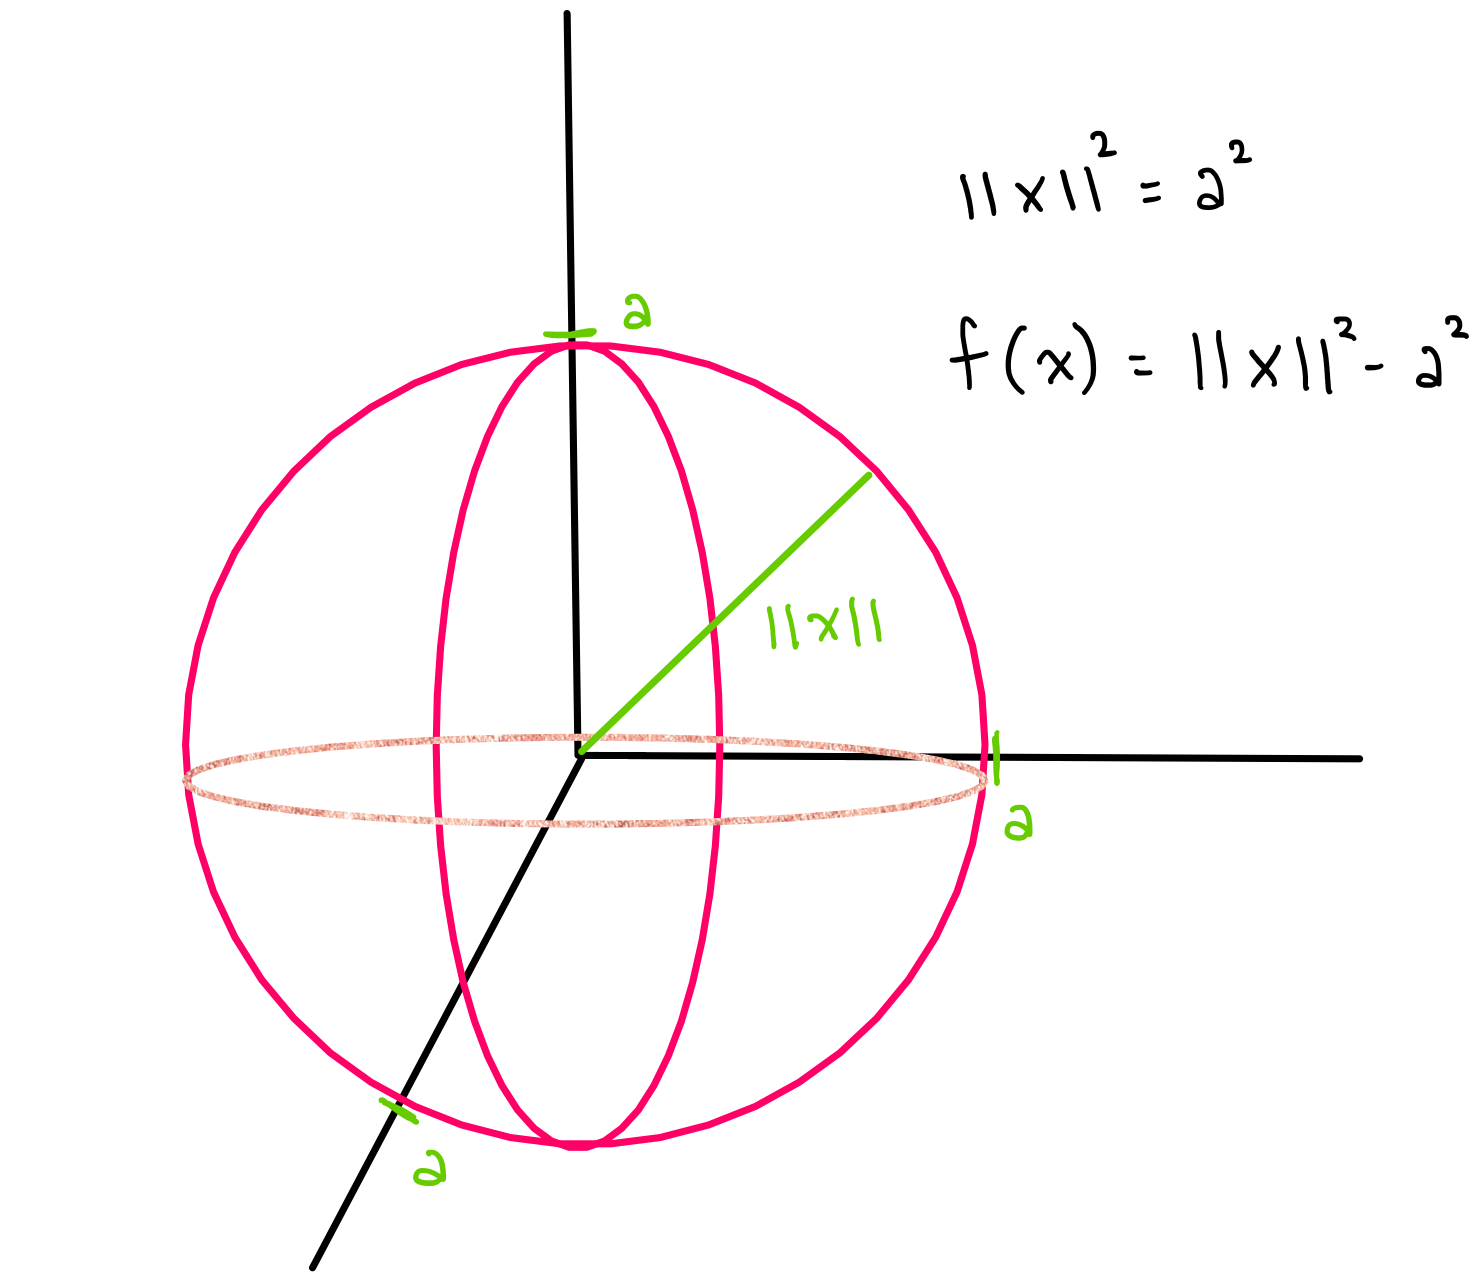 ||x||² = a²
a
f(x) = ||x||² - a²
||x||
a
a